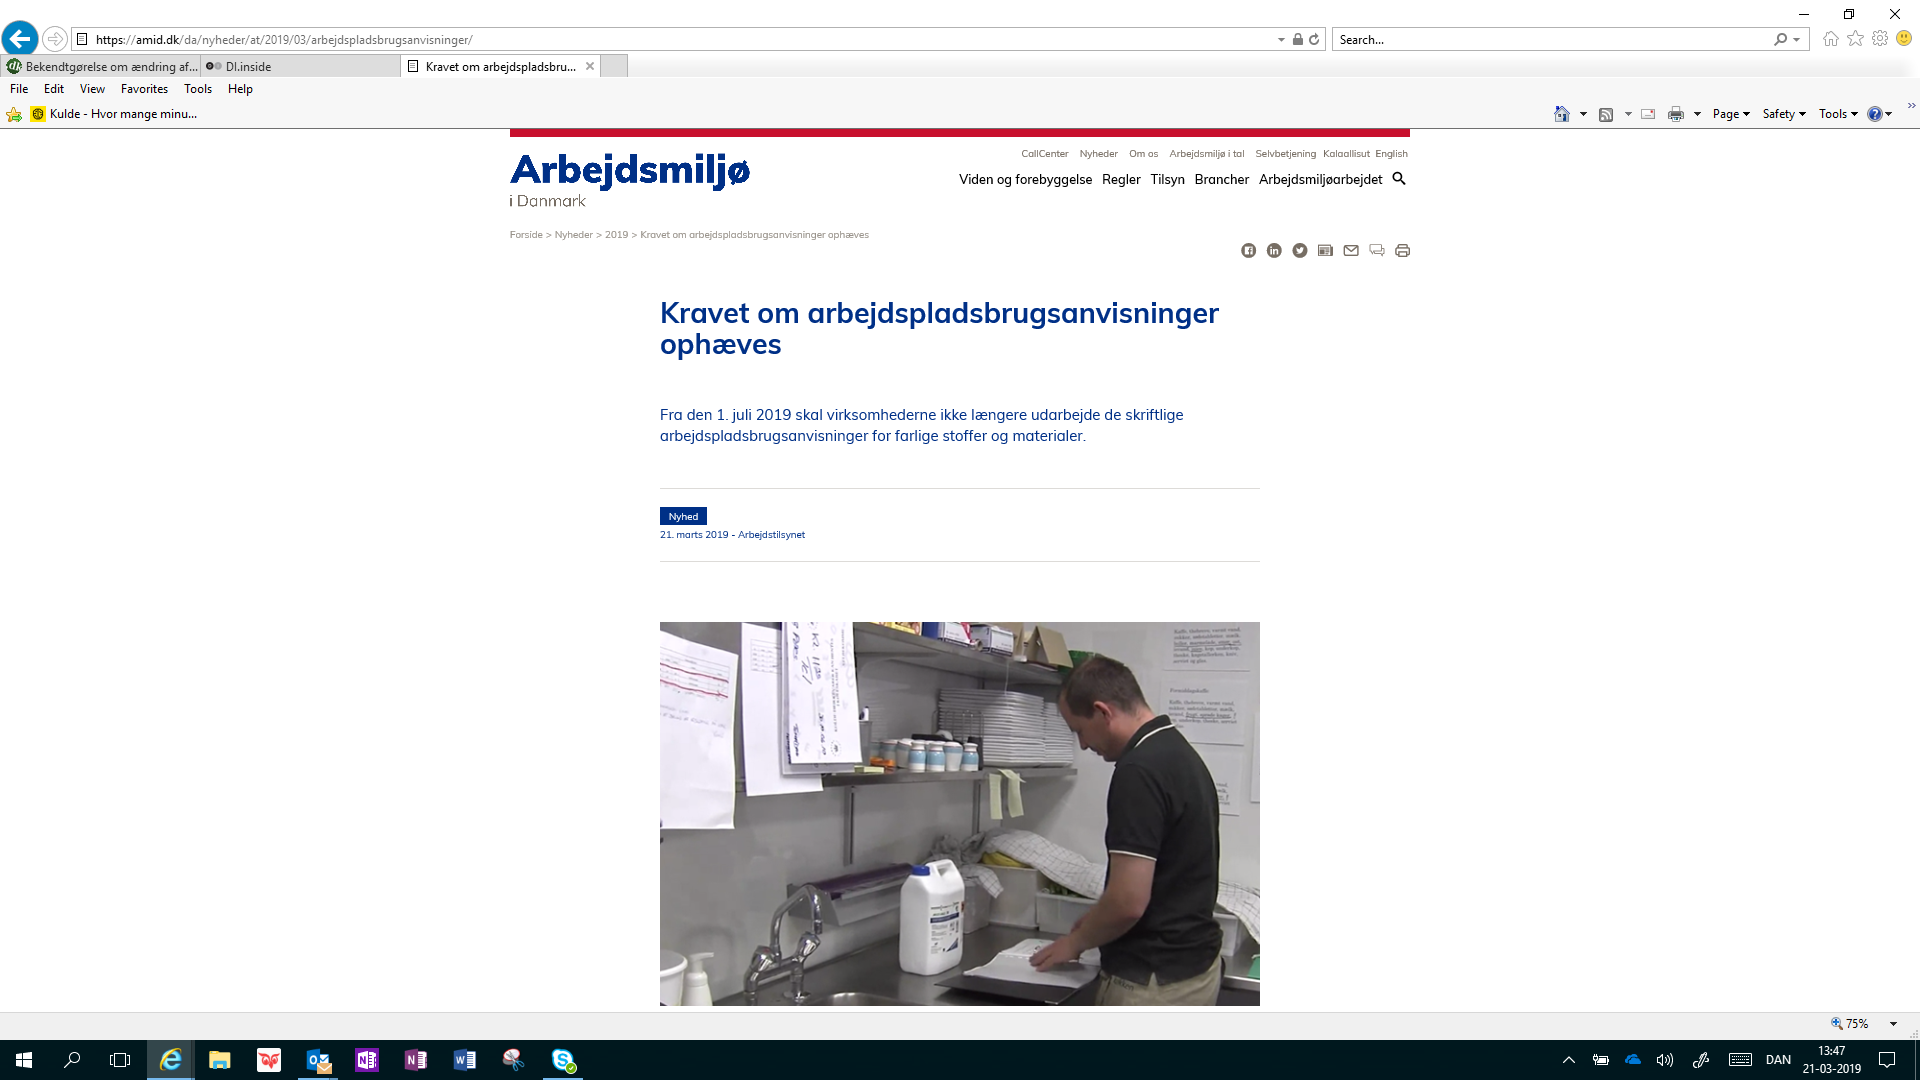 https://amid.dk/da/nyheder/at/2019/03/arbejdspladsbrugsanvisninger/
Search...
Bekendtgørelse om ændring af...
DI.inside
Kravet om arbejdspladsbru...
File Edit View Favorites Tools Help
Kulde - Hvor mange minu...
Page Safety Tools
CallCenter Nyheder Om os Arbejdsmiljø i tal Selvbetjening Kalaallisut English
Arbejdsmiljø
i Danmark
Viden og forebyggelse Regler Tilsyn Brancher Arbejdsmiljøarbejdet
Forside > Nyheder > 2019 > Kravet om arbejdspladsbrugsanvisninger ophæves
Kravet om arbejdspladsbrugsanvisninger
ophæves
Fra den 1. juli 2019 skal virksomhederne ikke længere udarbejde de skriftlige
arbejdspladsbrugsanvisninger for farlige stoffer og materialer.
Nyhed
21. marts 2019 - Arbejdstilsynet
75%
DAN
13:47
21-03-2019